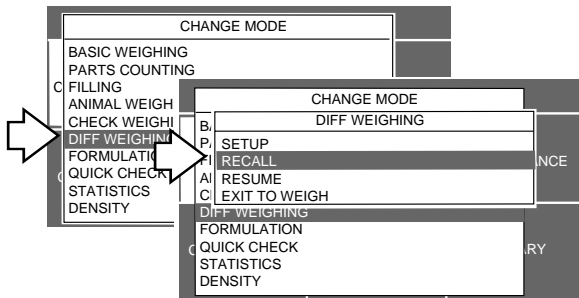 CHANGE MODE
BASIC WEIGHING
PARTS COUNTING
C FILLING
ANIMAL WEIGH
CHECK WEIGHI
DIFF WEIGHING
FORMULATIO
QUICK CHECK
STATISTICS
DENSITY
CHANGE MODE
DIFF WEIGHING
SETUP
RECALL
RESUME
EXIT TO WEIGH
NCE
DIFF WEIGHING
FORMULATION
QUICK CHECK
RY
STATISTICS
DENSITY